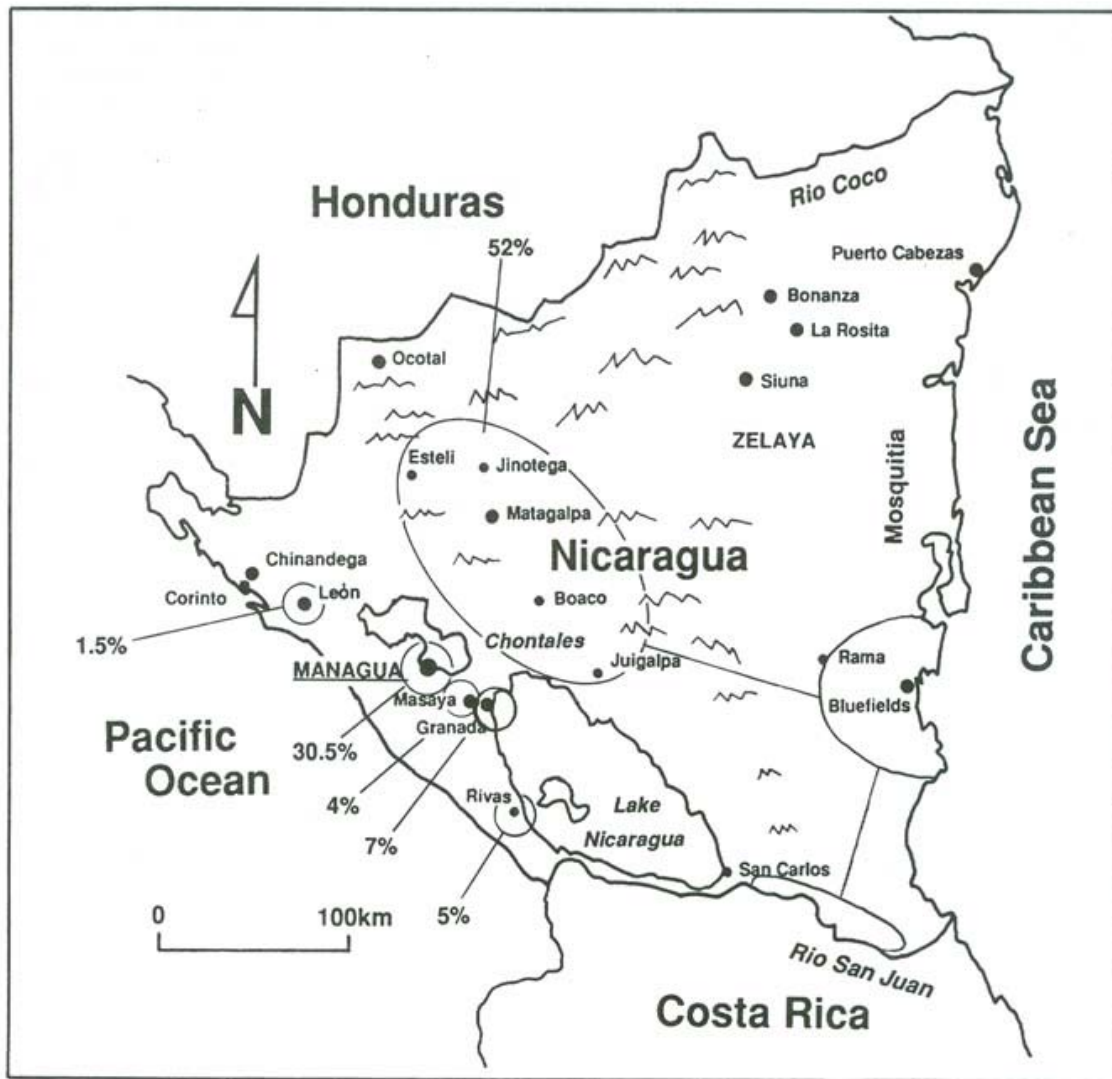 Honduras
52%
Rio Coco
Puerto Cabezas
Bonanza
La Rosita
Ocotal
Siuna
N
ZELAYA
Mosquitia
Caribbean Sea
Esteli
Jinotega
Matagalpa
Nicaragua
Chinandega
Corinto
León
Boaco
1.5%
Chontales
MANAGUA
Juigalpa
Rama
Masaya
Bluefields
Granada
Pacific
Ocean
30.5%
4%
Rivas
Lake
Nicaragua
7%
San Carlos
5%
0
100km
Rio San Juan
Costa Rica